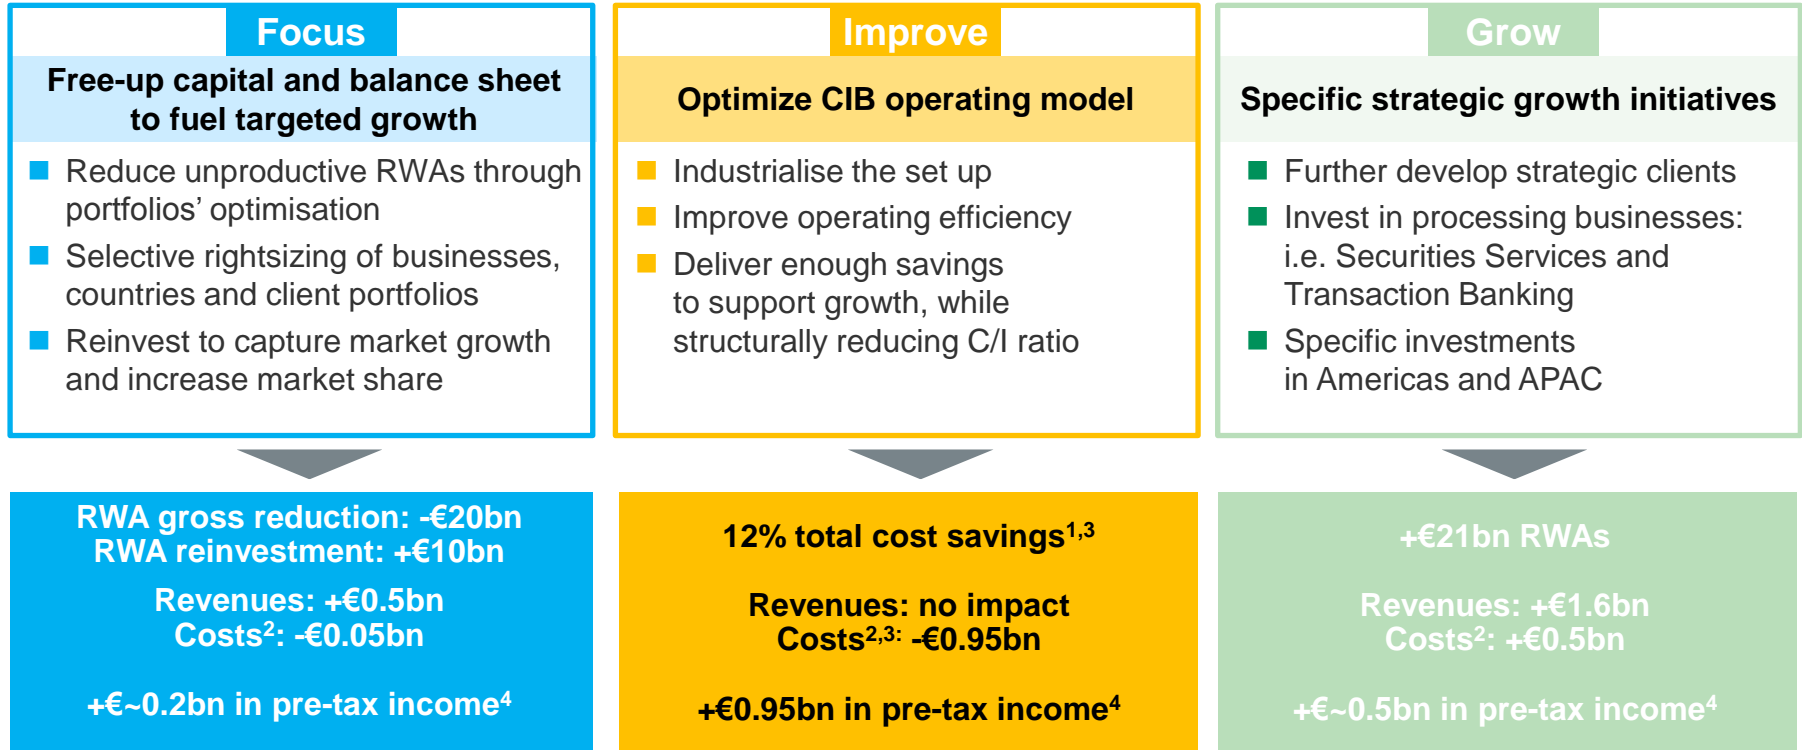 Focus
Free-up capital and balance sheet
to fuel targeted growth
Reduce unproductive RWAs through
portfolios’ optimisation
Selective rightsizing of businesses,
countries and client portfolios
Reinvest to capture market growth
and increase market share
RWA gross reduction: -€20bn
RWA reinvestment: +€10bn
Revenues: +€0.5bn
Costs²: -€0.05bn
+€~0.2bn in pre-tax income⁴
Improve
Optimize CIB operating model
Industrialise the set up
Improve operating efficiency
Deliver enough savings
to support growth, while
structurally reducing C/I ratio
12% total cost savings¹,³
Revenues: no impact
Costs²,³: -€0.95bn
+€0.95bn in pre-tax income⁴
Grow
Specific strategic growth initiatives
Further develop strategic clients
Invest in processing businesses:
i.e. Securities Services and
Transaction Banking
Specific investments
in Americas and APAC
+€21bn RWAs
Revenues: +€1.6bn
Costs²: +€0.5bn
+€~0.5bn in pre-tax income⁴